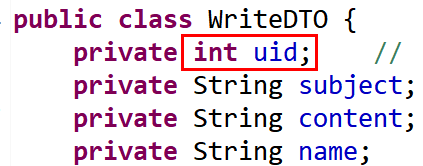 public class WriteDTO {
private int uid; //
private String subject;
private String content;
private String name;